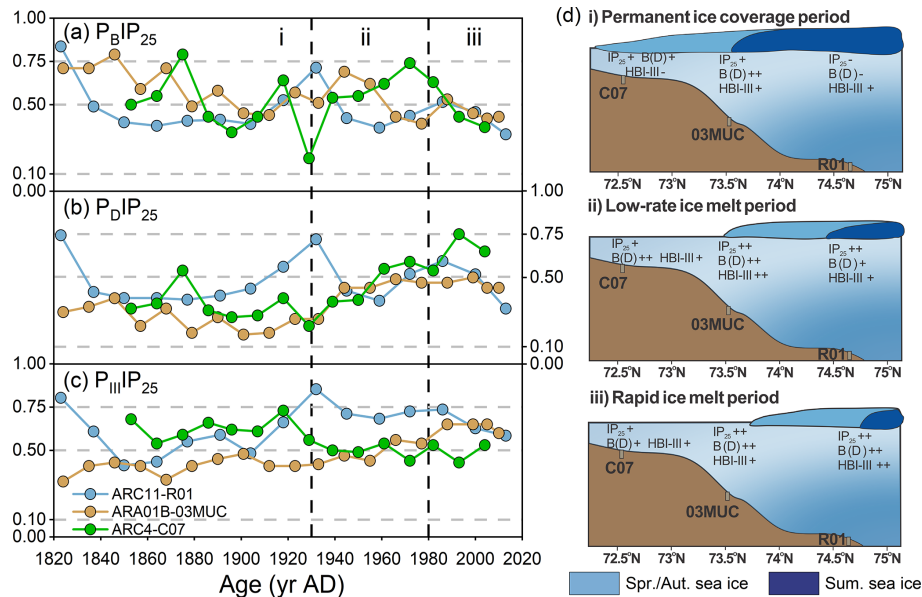 (a) PBIP25
i
ii
iii
1.00
0.75
0.50
0.10
0.00
(b) PDIP25
1.00
0.75
0.50
0.10
0.00
(c) PIIIIP25
1.00
0.75
0.50
0.10
0.00
ARC11-R01
ARA01B-03MUC
ARC4-C07
1820 1840 1860 1880 1900 1920 1940 1960 1980 2000 2020
Age (yr AD)
(d)
i) Permanent ice coverage period
IP25+ B(D)+
HBI-III-
IP25+
B(D)++
HBI-III+
IP25-
B(D)-
HBI-III +
C07
03MUC
R01
72.5°N 73°N 73.5°N 74°N 74.5°N 75°N
ii) Low-rate ice melt period
IP25+
B(D)++ HBI-III+
IP25++
B(D)++
HBI-III++
IP25++
B(D)+
HBI-III +
C07
03MUC
R01
72.5°N 73°N 73.5°N 74°N 74.5°N 75°N
iii) Rapid ice melt period
IP25+
B(D)+ HBI-III+
IP25++
B(D)++
HBI-III+
IP25++
B(D)++
HBI-III ++
C07
03MUC
R01
72.5°N 73°N 73.5°N 74°N 74.5°N 75°N
Spr./Aut. sea ice
Sum. sea ice